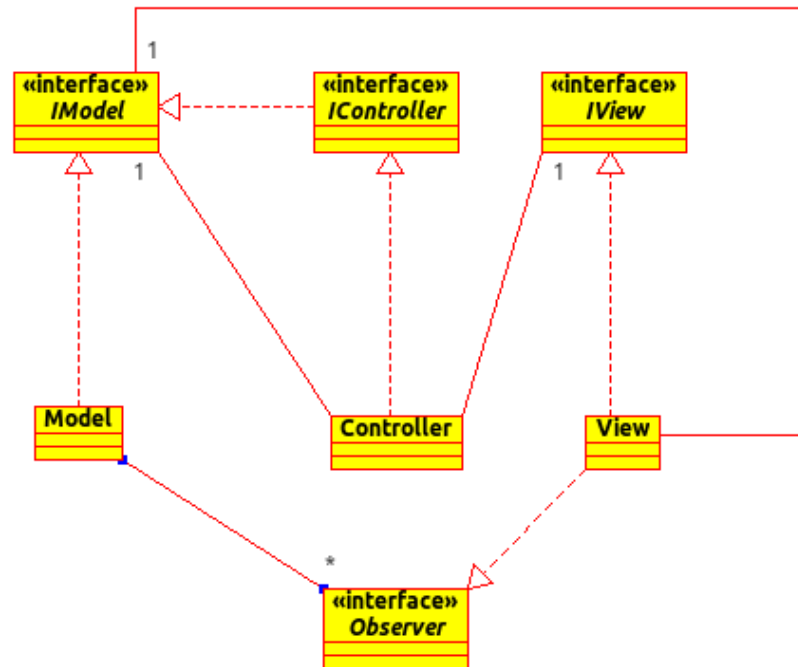 1
«interface»
IModel
«interface»
IController
«interface»
IView
1
1
Model
Controller
View
*
«interface»
Observer